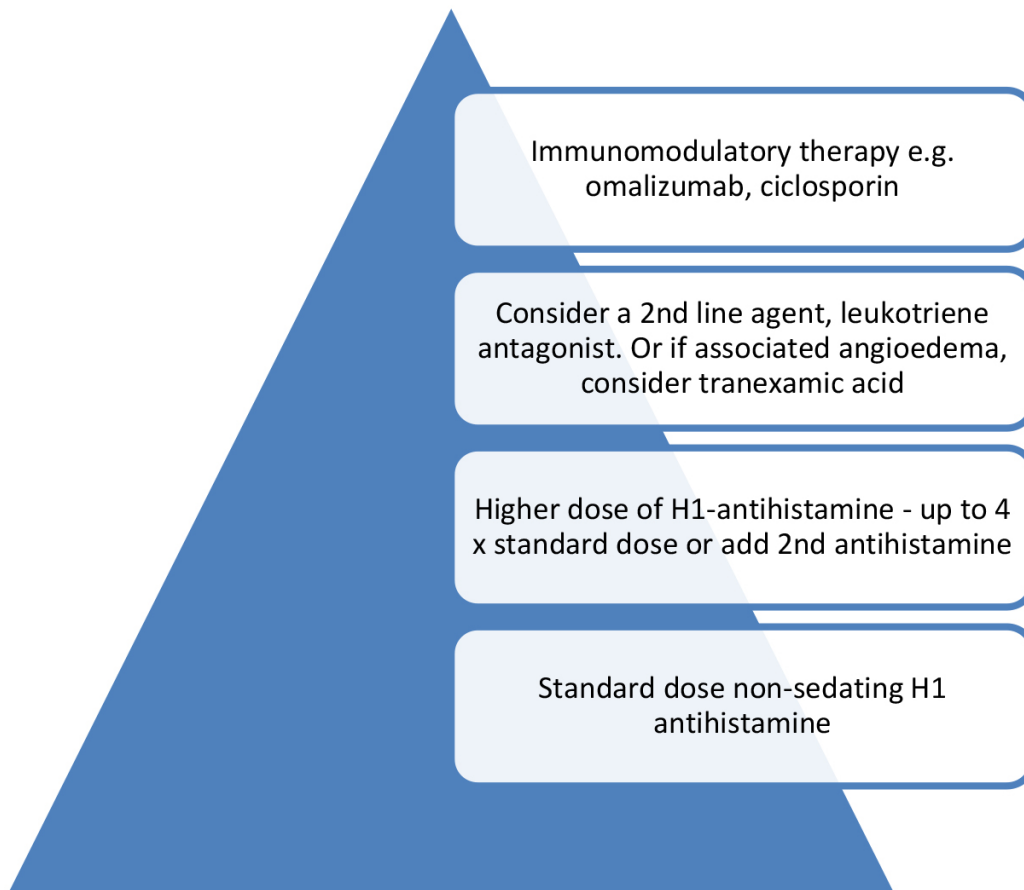 Immunomodulatory therapy e.g.
omalizumab, ciclosporin
Consider a 2nd line agent, leukotriene
antagonist. Or if associated angioedema,
consider tranexamic acid
Higher dose of H1-antihistamine - up to 4
x standard dose or add 2nd antihistamine
Standard dose non-sedating H1
antihistamine